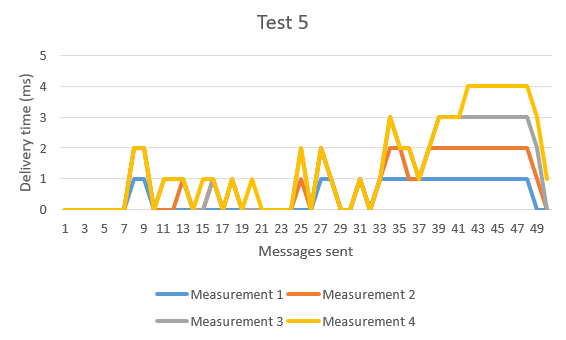 Test 5
Delivery time (ms)
5
4
3
2
1
0
1 3 5 7 9 11 13 15 17 19 21 23 25 27 29 31 33 35 37 39 41 43 45 47 49
Messages sent
Measurement 1 Measurement 2
Measurement 3 Measurement 4